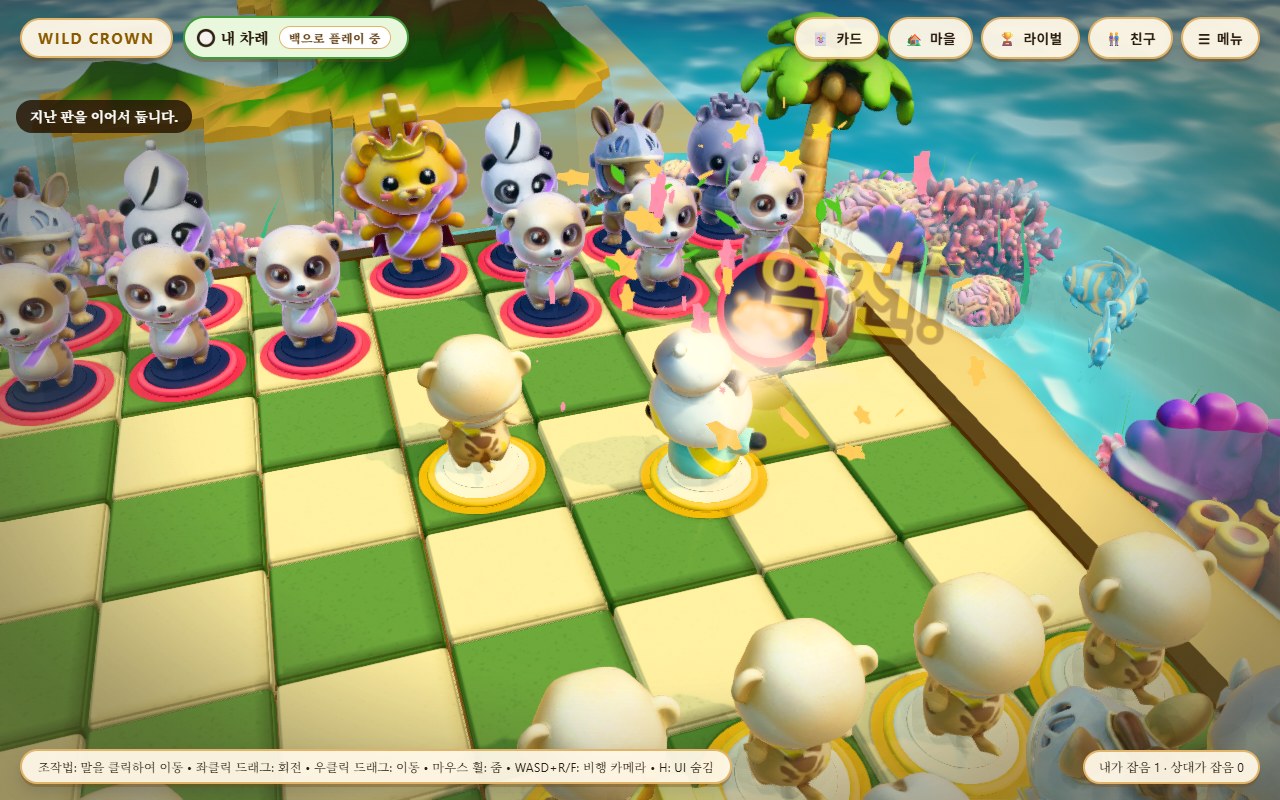 WILD CROWN
내 차례 백으로 플레이 중
카드
마을
라이벌
친구
☰ 메뉴
지난 판을 이어서 둡니다.
역전!
조작법: 말을 클릭하여 이동 • 좌클릭 드래그: 회전 • 우클릭 드래그: 이동 • 마우스 휠: 줌 • WASD+R/F: 비행 카메라 • H: UI 숨김
내가 잡음 1 · 상대가 잡음 0